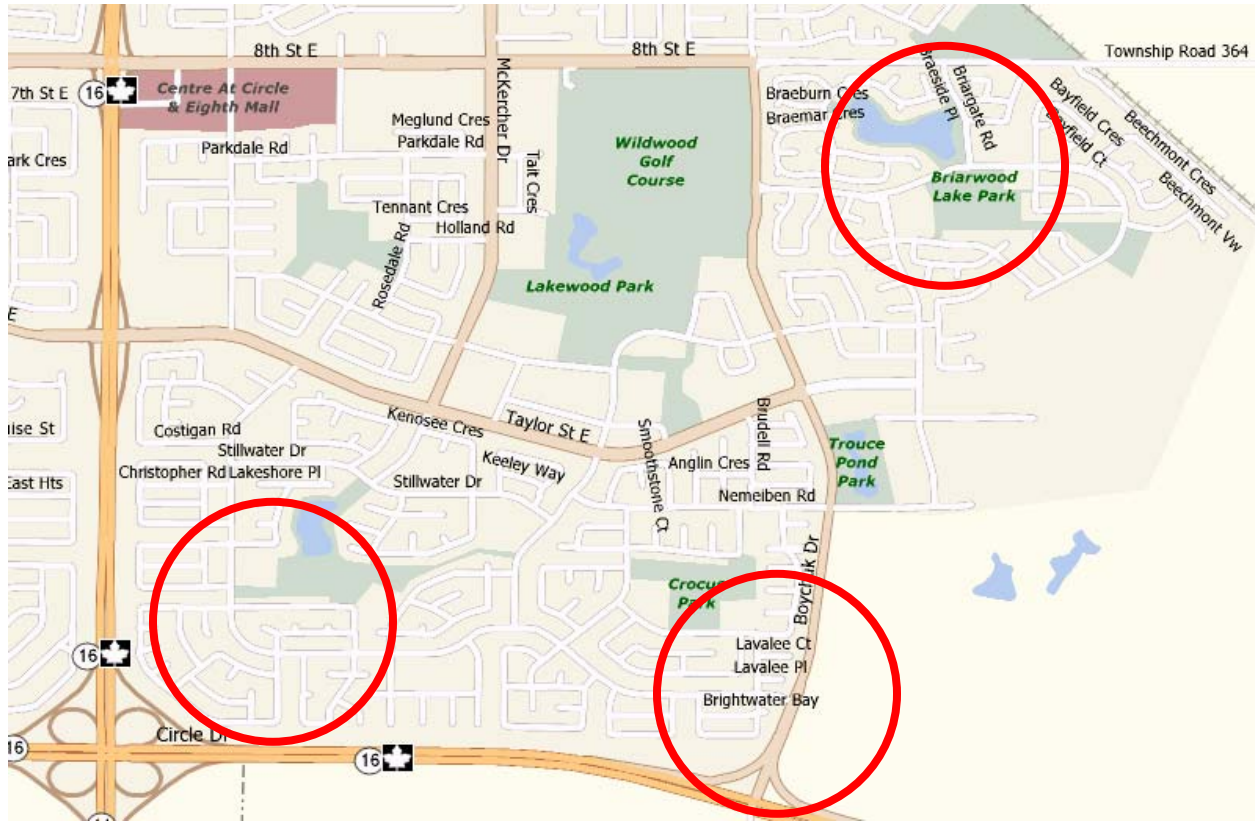 8th St E
8th St E
Township Road 364
16
7th St E
Centre At Circle
& Eighth Mall
McKercher Dr
Braeburn Cres
Braemar Cres
Braeside Pl
Briargate Rd
Bayfield Cres
Bayfield Ct
Beechmont Cres
Beechmont Vw
Meglund Cres
Parkdale Rd
Parkdale Rd
ark Cres
Tait Cres
Wildwood
Golf
Course
Briarwood
Lake Park
Tennant Cres
Holland Rd
Rosedale Rd
Lakewood Park
E
Kenosee Cres
Taylor St E
Smoothstone Ct
Brudell Rd
uise St
Costigan Rd
Stillwater Dr
Christopher Rd
Lakeshore Pl
East Hts
Stillwater Dr
Keeley Way
Anglin Cres
Nemeiben Rd
Trouce
Pond
Park
Boychuk Dr
Crocus
Park
Lavalee Ct
Lavalee Pl
Brightwater Bay
16
Circle Dr
16
16